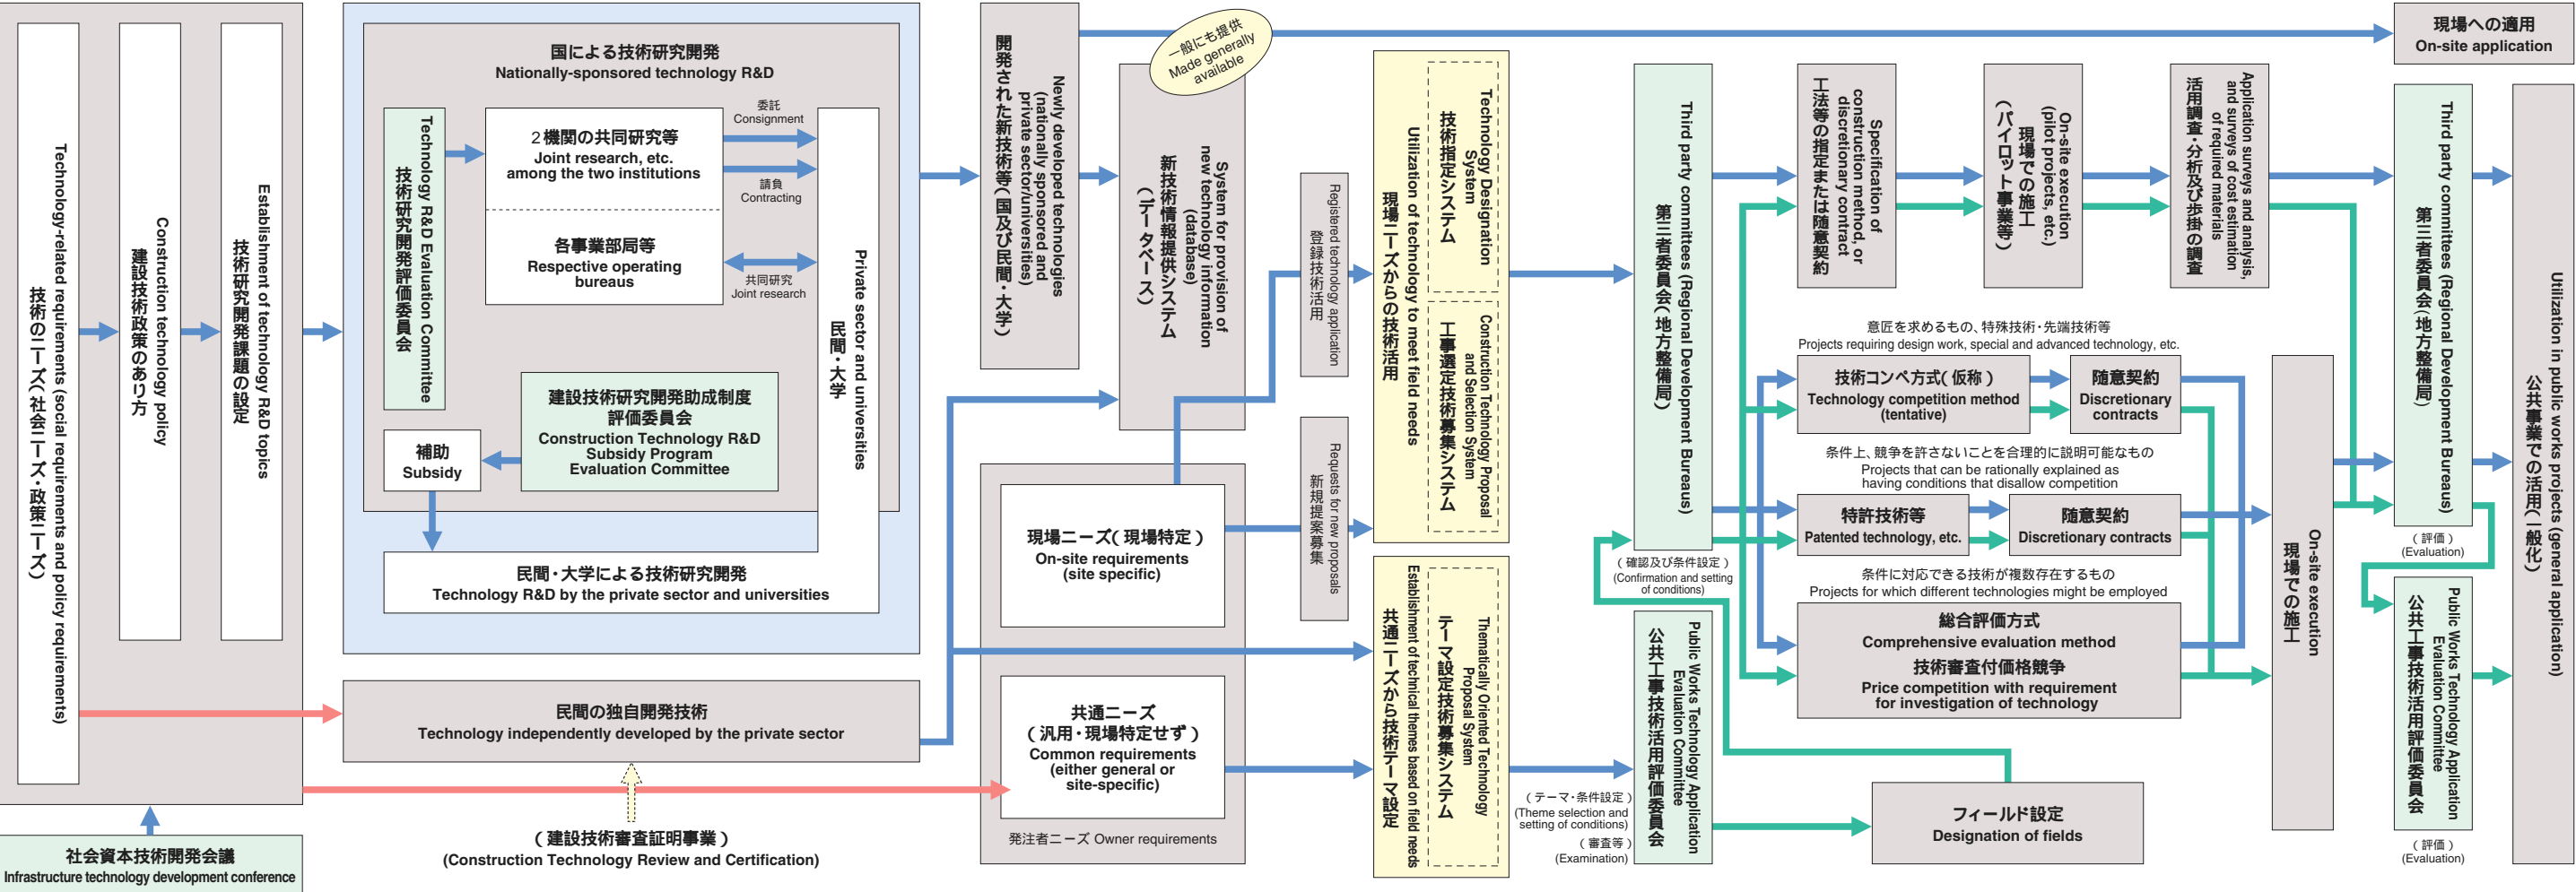 技術のニーズ(社会ニーズ・政策ニーズ)
Technology-related requirements (social requirements and policy requirements)
建設技術政策のあり方
Construction technology policy
技術研究開発課題の設定
Establishment of technology R&D topics
社会資本技術開発会議
Infrastructure technology development conference
国による技術研究開発
Nationally-sponsored technology R&D
技術研究開発評価委員会
Technology R&D Evaluation Committee
2機関の共同研究等
Joint research, etc.
among the two institutions
各事業部局等
Respective operating
bureaus
委託
Consignment
請負
Contracting
共同研究
Joint research
民間・大学
Private sector and universities
建設技術研究開発助成制度
評価委員会
Construction Technology R&D
Subsidy Program
Evaluation Committee
補助
Subsidy
民間・大学による技術研究開発
Technology R&D by the private sector and universities
民間の独自開発技術
Technology independently developed by the private sector
(建設技術審査証明事業)
(Construction Technology Review and Certification)
開発された新技術等(国及び民間・大学)
Newly developed technologies
(nationally sponsored and
private sector/universities)
一般にも提供
Made generally
available
新技術情報提供システム
(データベース)
System for provision of
new technology information
(database)
現場ニーズ(現場特定)
On-site requirements
(site specific)
共通ニーズ
(汎用・現場特定せず)
Common requirements
(either general or
site-specific)
発注者ニーズ Owner requirements
登録技術活用
Registered technology application
新規提案募集
Requests for new proposals
現場ニーズからの技術活用
Utilization of technology to meet field needs
技術指定システム
Technology Designation
System
工事選定技術募集システム
Construction Technology Proposal
and Selection System
共通ニーズから技術テーマ設定
Establishment of technical themes based on field needs
テーマ設定技術募集システム
Thematically Oriented Technology
Proposal System
第三者委員会(地方整備局)
Third party committees (Regional Development Bureaus)
(確認及び条件設定)
(Confirmation and setting
of conditions)
公共工事技術活用評価委員会
Public Works Technology Application
Evaluation Committee
(テーマ・条件設定)
(Theme selection and
setting of conditions)
(審査等)
(Examination)
工法等の指定または随意契約
Specification of
construction method, or
discretionary contract
現場での施工
(パイロット事業等)
On-site execution
(pilot projects, etc.)
活用調査・分析及び歩掛の調査
Application surveys and analysis,
and surveys of cost estimation
of required materials
意匠を求めるもの、特殊技術・先端技術等
Projects requiring design work, special and advanced technology, etc.
技術コンペ方式(仮称)
Technology competition method
(tentative)
随意契約
Discretionary
contracts
条件上、競争を許さないことを合理的に説明可能なもの
Projects that can be rationally explained as
having conditions that disallow competition
特許技術等
Patented technology, etc.
随意契約
Discretionary contracts
条件に対応できる技術が複数存在するもの
Projects for which different technologies might be employed
総合評価方式
Comprehensive evaluation method
技術審査付価格競争
Price competition with requirement
for investigation of technology
フィールド設定
Designation of fields
現場での施工
On-site execution
現場への適用
On-site application
第三者委員会(地方整備局)
Third party committees (Regional Development Bureaus)
(評価)
(Evaluation)
公共工事技術活用評価委員会
Public Works Technology Application
Evaluation Committee
(評価)
(Evaluation)
公共事業での活用(一般化)
Utilization in public works projects (general application)